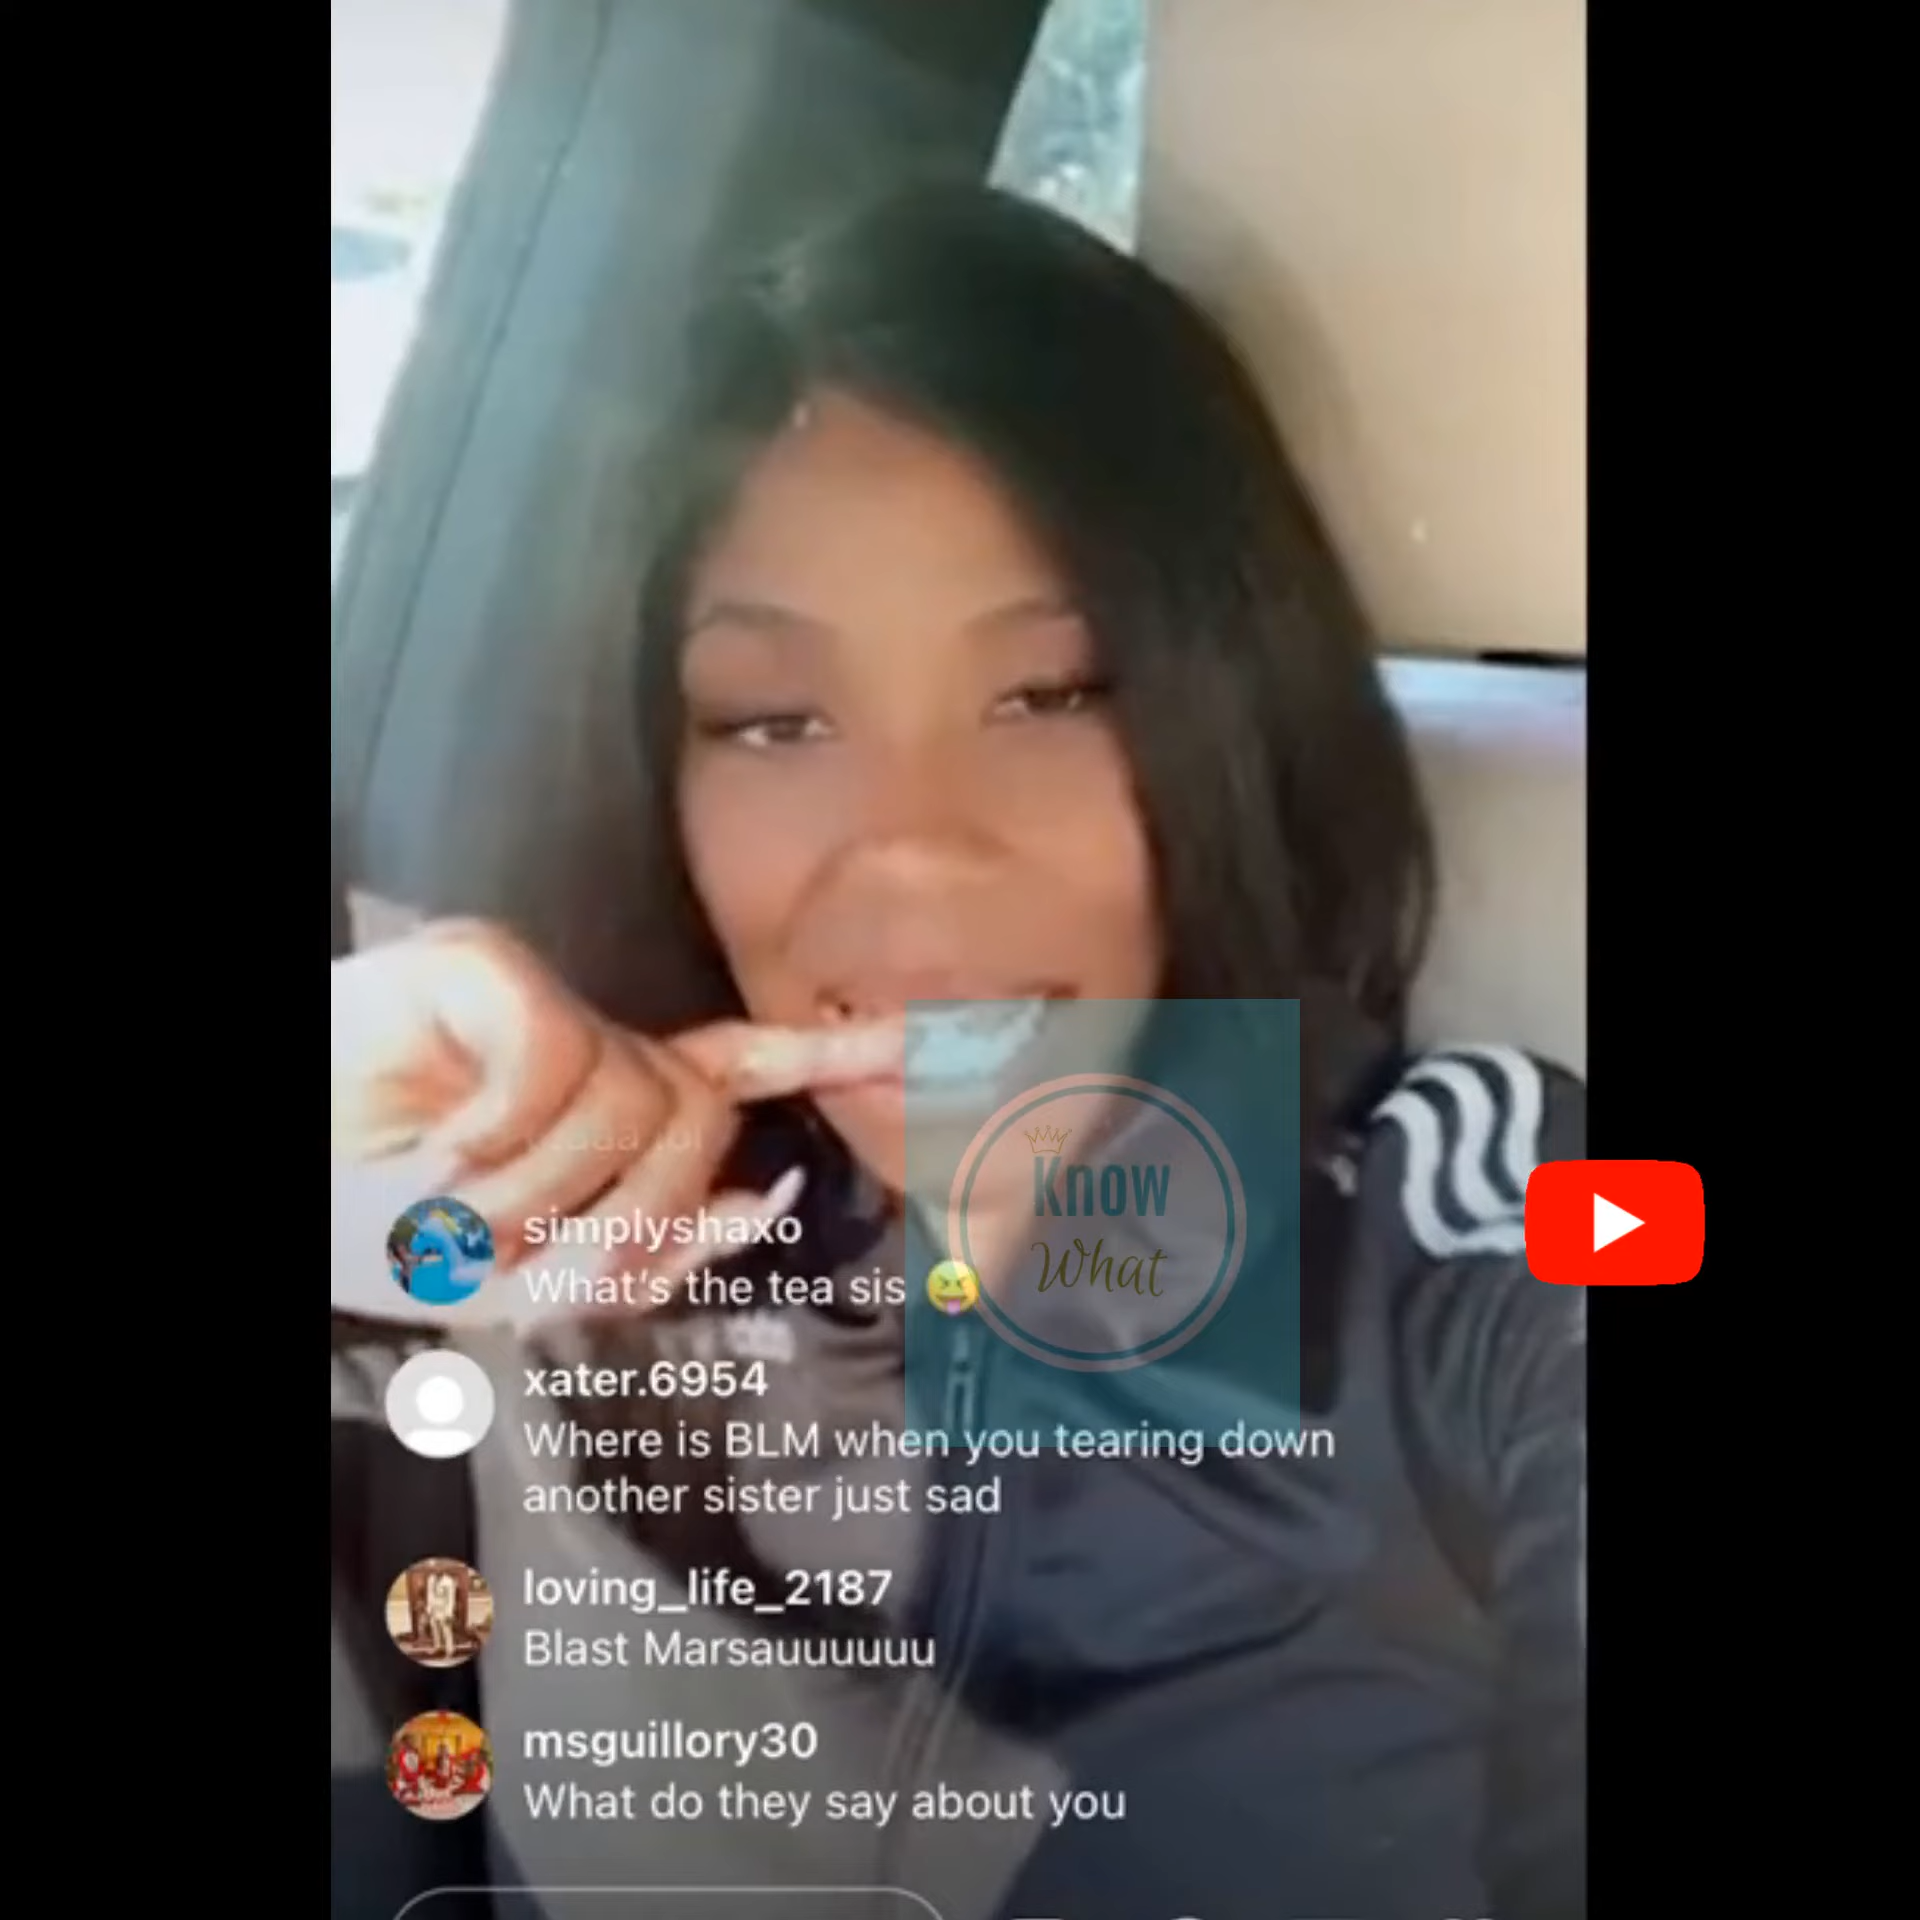 simplyshaxo
What's the tea sis 😝
xater.6954
Where is BLM when you tearing down
another sister just sad
loving_life_2187
Blast Marsauuuuuu
msguillory30
What do they say about you
Know
What